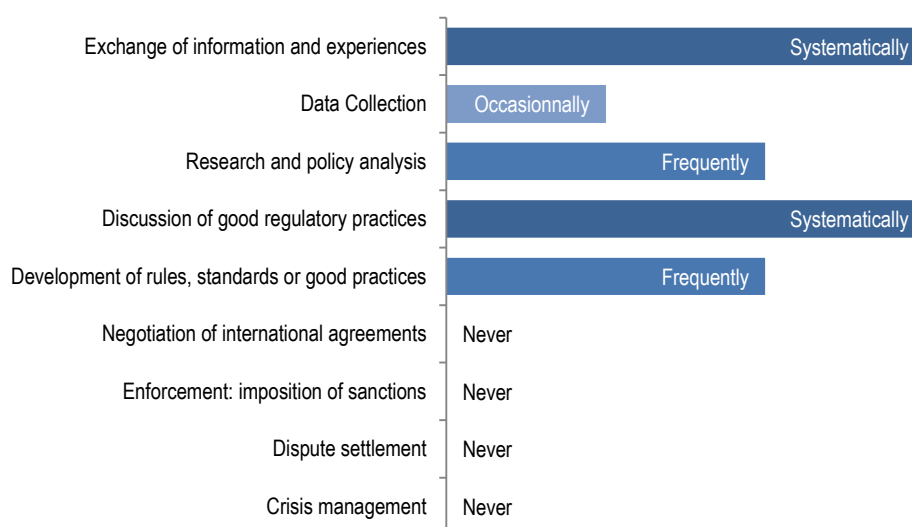 Exchange of information and experiences Systematically
Data Collection Occasionnally
Research and policy analysis Frequently
Discussion of good regulatory practices Systematically
Development of rules, standards or good practices Frequently
Negotiation of international agreements Never
Enforcement: imposition of sanctions Never
Dispute settlement Never
Crisis management Never